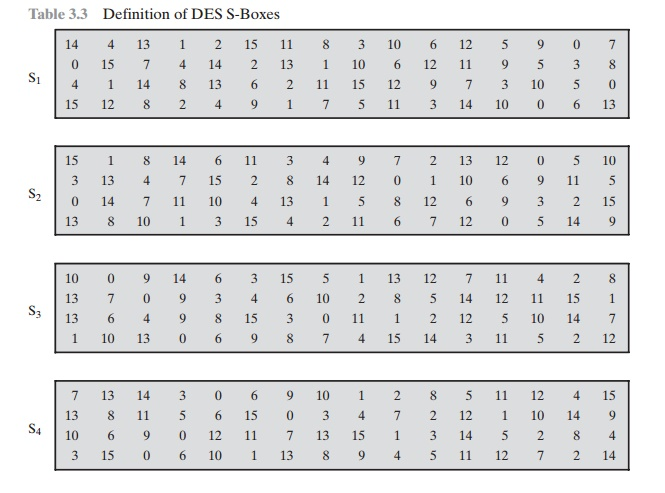 Table 3.3 Definition of DES S-Boxes
14 4 13 1 2 15 11 8 3 10 6 12 5 9 0 7
0 15 7 4 14 2 13 1 10 6 12 11 9 5 3 8
S1
4 1 14 8 13 6 2 11 15 12 9 7 3 10 5 0
15 12 8 2 4 9 1 7 5 11 3 14 10 0 6 13
15 1 8 14 6 11 3 4 9 7 2 13 12 0 5 10
3 13 4 7 15 2 8 14 12 0 1 10 6 9 11 5
S2
0 14 7 11 10 4 13 1 5 8 12 6 9 3 2 15
13 8 10 1 3 15 4 2 11 6 7 12 0 5 14 9
10 0 9 14 6 3 15 5 1 13 12 7 11 4 2 8
13 7 0 9 3 4 6 10 2 8 5 14 12 11 15 1
S3
13 6 4 9 8 15 3 0 11 1 2 12 5 10 14 7
1 10 13 0 6 9 8 7 4 15 14 3 11 5 2 12
7 13 14 3 0 6 9 10 1 2 8 5 11 12 4 15
13 8 11 5 6 15 0 3 4 7 2 12 1 10 14 9
S4
10 6 9 0 12 11 7 13 15 1 3 14 5 2 8 4
3 15 0 6 10 1 13 8 9 4 5 11 12 7 2 14